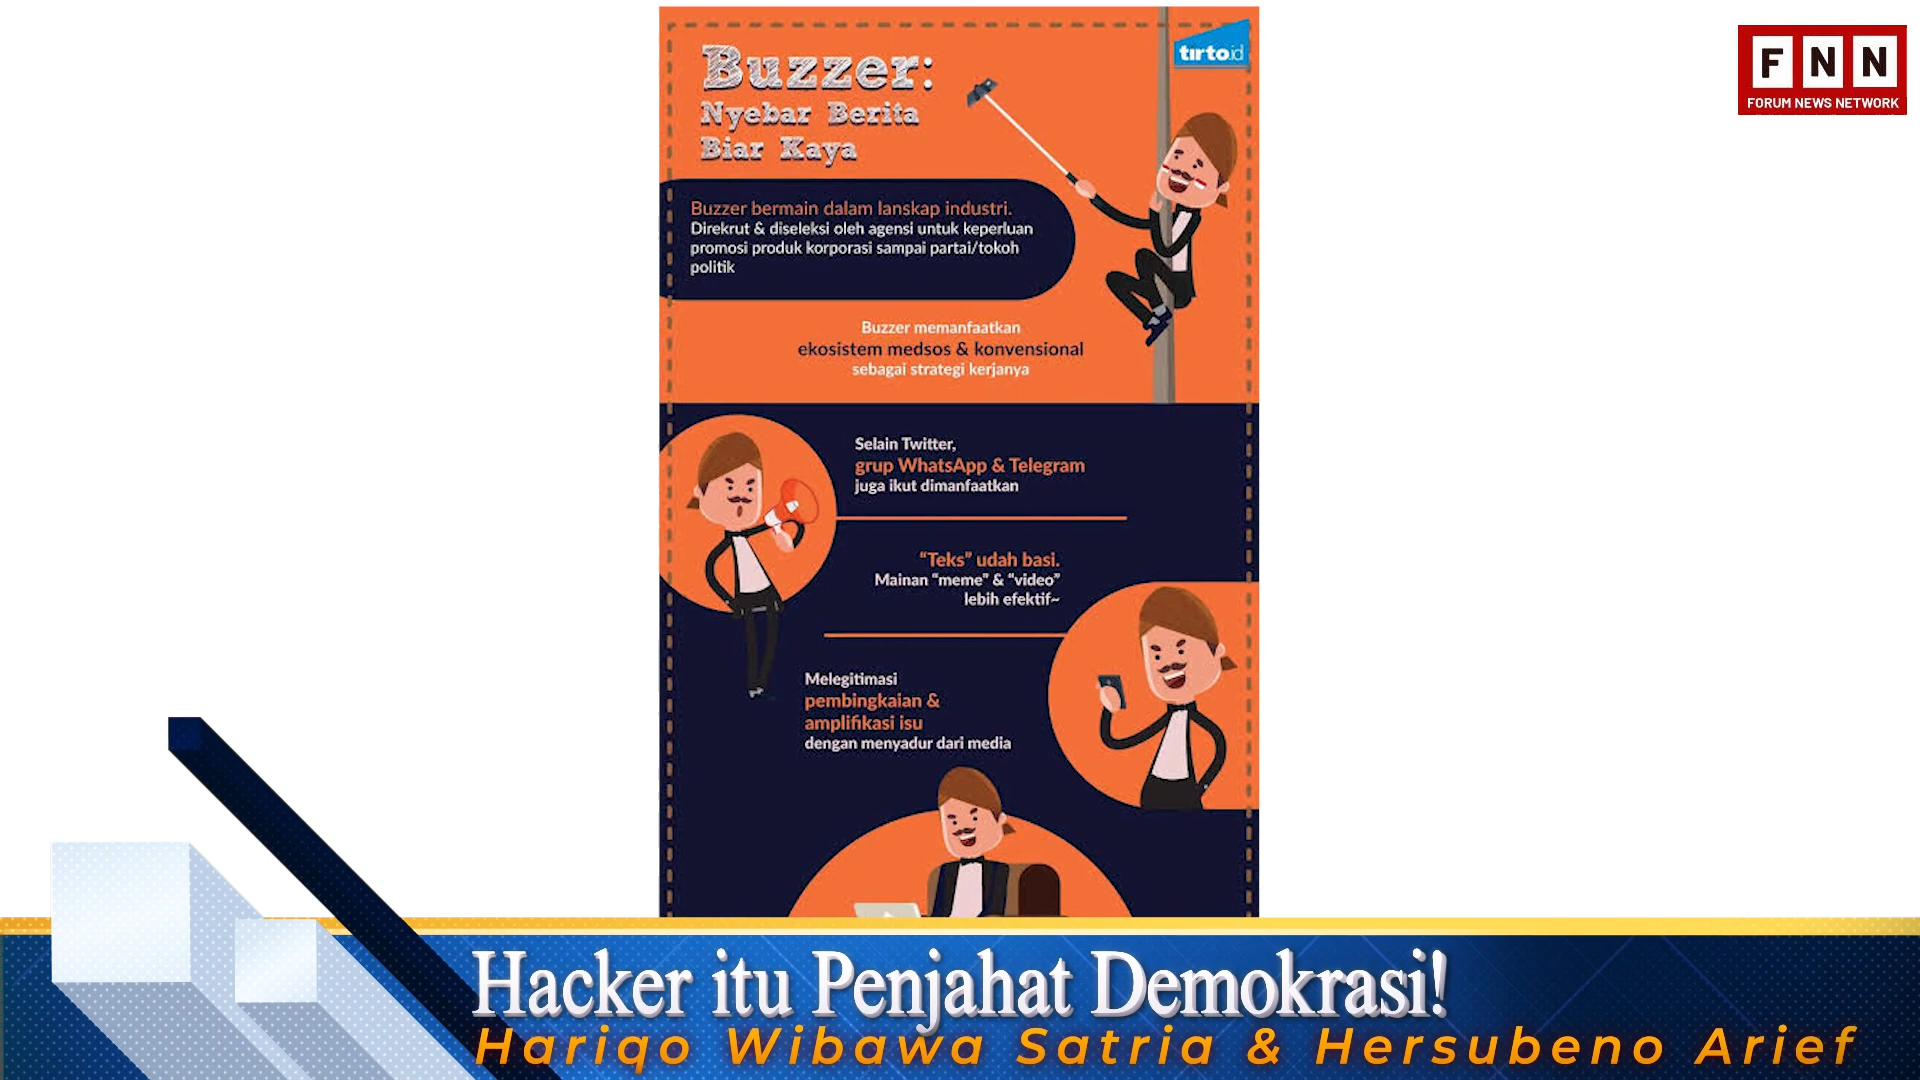 Buzzer:
Nyebar Berita
Biar Kaya
tirto.id
FNN
FORUM NEWS NETWORK
Buzzer bermain dalam lanskap industri.
Direkrut & diseleksi oleh agensi untuk keperluan
promosi produk korporasi sampai partai/tokoh
politik
Buzzer memanfaatkan
ekosistem medsos & konvensional
sebagai strategi kerjanya
Selain Twitter,
grup WhatsApp & Telegram
juga ikut dimanfaatkan
“Teks” udah basi.
Mainan “meme” & “video”
lebih efektif~
Melegitimasi
pembingkaian &
amplifikasi isu
dengan menyadur dari media
Hacker itu Penjahat Demokrasi!
Hariqo Wibawa Satria & Hersubeno Arief